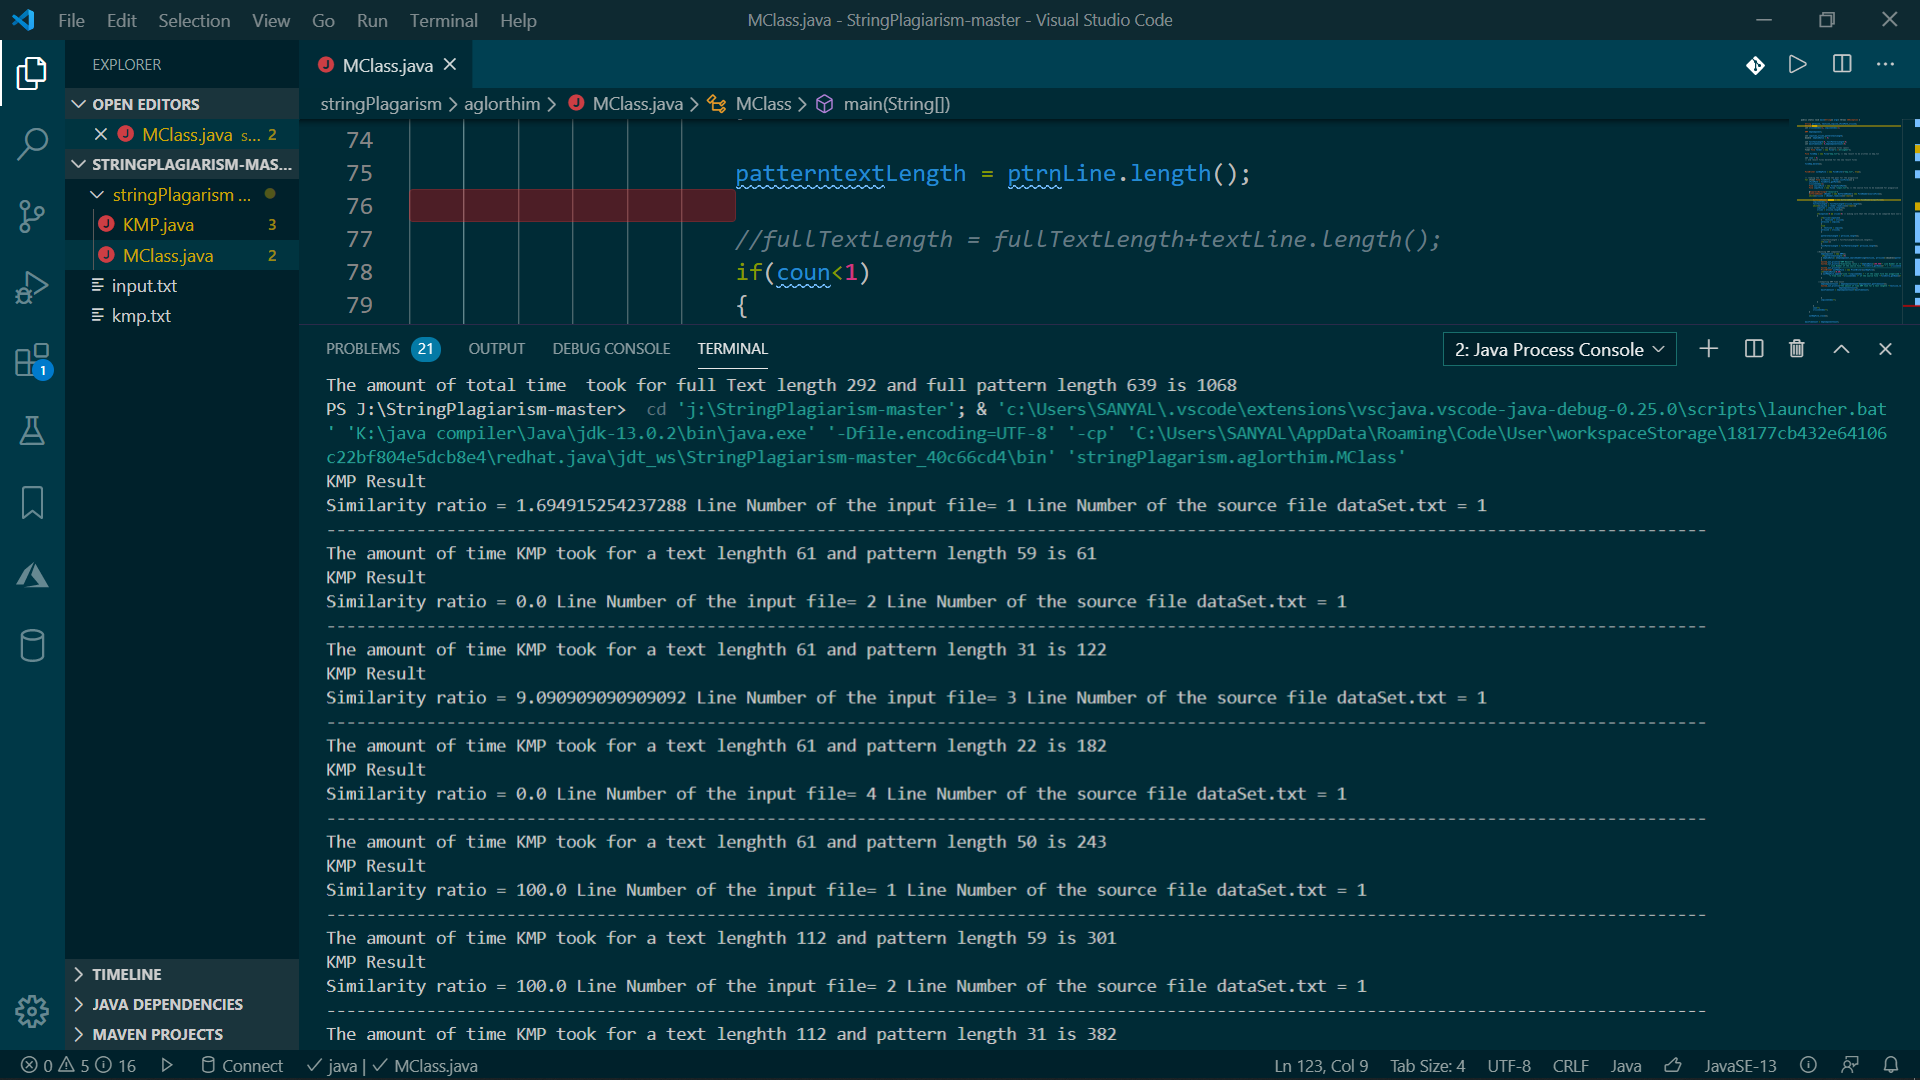 File Edit Selection View Go Run Terminal Help
MClass.java - StringPlagiarism-master - Visual Studio Code
EXPLORER
OPEN EDITORS
MClass.java s... 2
STRINGPLAGIARISM-MAS...
stringPlagarism ...
KMP.java 3
MClass.java 2
input.txt
kmp.txt
1
TIMELINE
JAVA DEPENDENCIES
MAVEN PROJECTS
MClass.java
stringPlagarism > aglorthim > MClass.java > MClass > main(String[])
74
75 patterntextLength = ptrnLine.length();
76
77 //fullTextLength = fullTextLength+textLine.length();
78 if(coun<1)
79 {
PROBLEMS 21 OUTPUT DEBUG CONSOLE TERMINAL
2: Java Process Console
The amount of total time  took for full Text length 292 and full pattern length 639 is 1068
PS J:\StringPlagiarism-master>  cd 'j:\StringPlagiarism-master'; & 'c:\Users\SANYAL\.vscode\extensions\vscjava.vscode-java-debug-0.25.0\scripts\launcher.bat
' 'K:\java compiler\Java\jdk-13.0.2\bin\java.exe' '-Dfile.encoding=UTF-8' '-cp' 'C:\Users\SANYAL\AppData\Roaming\Code\User\workspaceStorage\18177cb432e64106
c22bf804e5dcb8e4\redhat.java\jdt_ws\StringPlagiarism-master_40c66cd4\bin' 'stringPlagarism.aglorthim.MClass'
KMP Result
Similarity ratio = 1.694915254237288 Line Number of the input file= 1 Line Number of the source file dataSet.txt = 1
------------------------------------------------------------------------------------------------------------------------------------------
The amount of time KMP took for a text lenghth 61 and pattern length 59 is 61
KMP Result
Similarity ratio = 0.0 Line Number of the input file= 2 Line Number of the source file dataSet.txt = 1
------------------------------------------------------------------------------------------------------------------------------------------
The amount of time KMP took for a text lenghth 61 and pattern length 31 is 122
KMP Result
Similarity ratio = 9.090909090909092 Line Number of the input file= 3 Line Number of the source file dataSet.txt = 1
------------------------------------------------------------------------------------------------------------------------------------------
The amount of time KMP took for a text lenghth 61 and pattern length 22 is 182
KMP Result
Similarity ratio = 0.0 Line Number of the input file= 4 Line Number of the source file dataSet.txt = 1
------------------------------------------------------------------------------------------------------------------------------------------
The amount of time KMP took for a text lenghth 61 and pattern length 50 is 243
KMP Result
Similarity ratio = 100.0 Line Number of the input file= 1 Line Number of the source file dataSet.txt = 1
------------------------------------------------------------------------------------------------------------------------------------------
The amount of time KMP took for a text lenghth 112 and pattern length 59 is 301
KMP Result
Similarity ratio = 100.0 Line Number of the input file= 2 Line Number of the source file dataSet.txt = 1
------------------------------------------------------------------------------------------------------------------------------------------
The amount of time KMP took for a text lenghth 112 and pattern length 31 is 382
0 5 16 Connect java | MClass.java
Ln 123, Col 9 Tab Size: 4 UTF-8 CRLF Java JavaSE-13